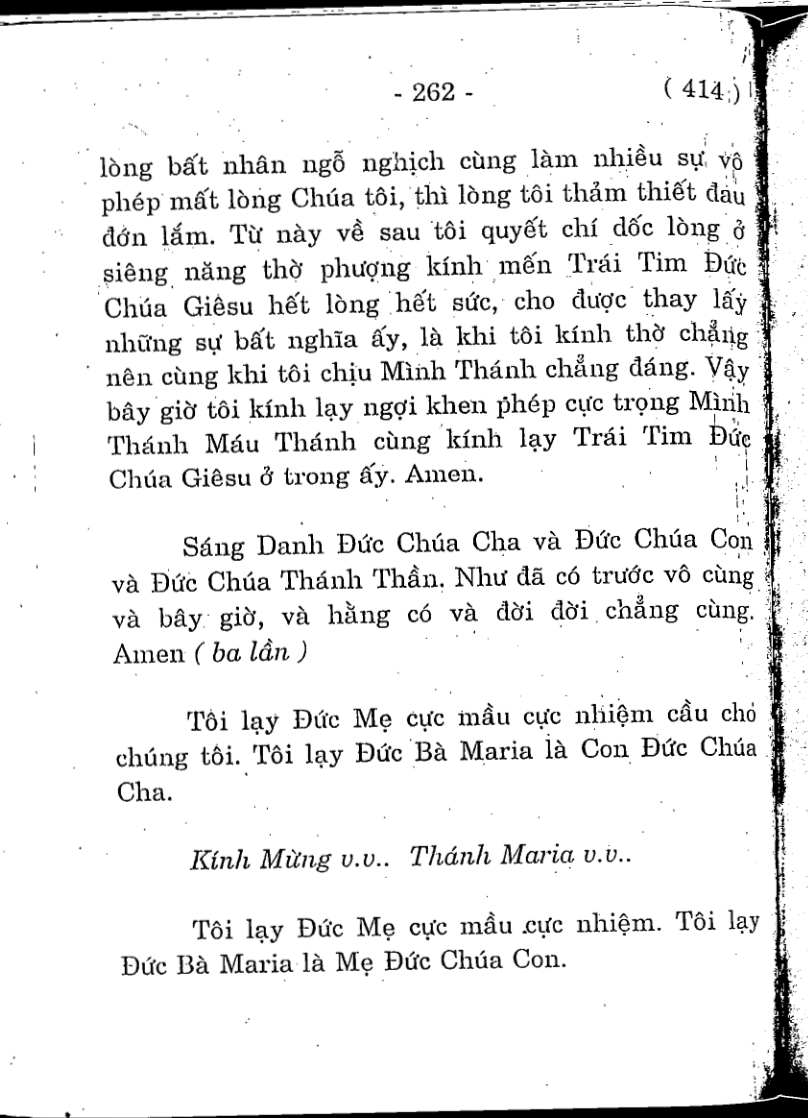 - 262 - ( 414 )
lòng bất nhân ngỗ nghịch cùng làm nhiều sự vô
phép mất lòng Chúa tôi, thì lòng tôi thảm thiết đau
đớn lắm. Từ này về sau tôi quyết chí dốc lòng ở
siêng năng thờ phượng kính mến Trái Tim Đức
Chúa Giêsu hết lòng hết sức, cho được thay lấy
những sự bất nghĩa ấy, là khi tôi kính thờ chẳng
nên cùng khi tôi chịu Mình Thánh chẳng đáng. Vậy
bây giờ tôi kính lạy ngợi khen phép cực trọng Mình
Thánh Máu Thánh cùng kính lạy Trái Tim Đức
Chúa Giêsu ở trong ấy. Amen.
Sáng Danh Đức Chúa Cha và Đức Chúa Con
và Đức Chúa Thánh Thần. Như đã có trước vô cùng
và bây giờ, và hằng có và đời đời chẳng cùng.
Amen ( ba lần )
Tôi lạy Đức Mẹ cực mầu cực nhiệm cầu cho
chúng tôi. Tôi lạy Đức Bà Maria là Con Đức Chúa
Cha.
Kính Mừng v.v.. Thánh Maria v.v..
Tôi lạy Đức Mẹ cực mầu cực nhiệm. Tôi lạy
Đức Bà Maria là Mẹ Đức Chúa Con.